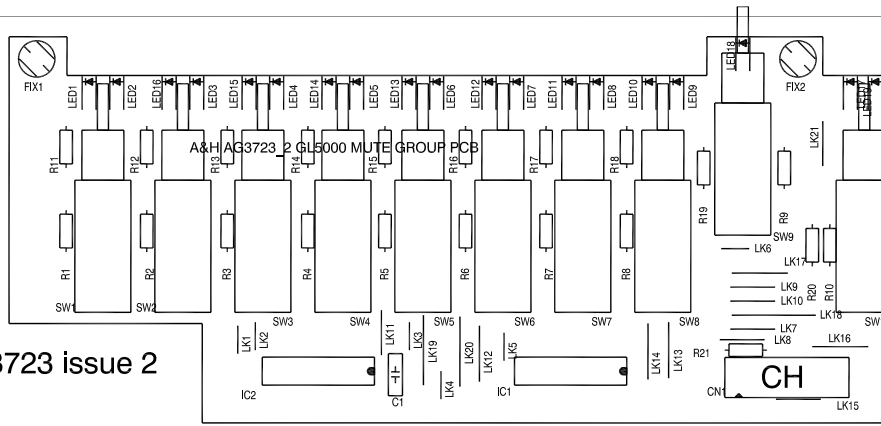 LED18
FIX1
LED1
LED2
LED16
LED3
LED15
LED4
LED14
LED5
LED13
LED6
LED12
LED7
LED11
LED8
LED10
LED9
FIX2
R11
R12
R13
R14
R15
R16
R17
R18
A&H AG3723_2 GL5000 MUTE GROUP PCB
LK21
R19
R9
R1
R2
R3
R4
R5
R6
R7
R8
SW9
LK6
LK17
LK9
R20
R10
LK10
SW1
SW2
SW3
SW4
SW5
SW6
SW7
SW8
LK18
SW
LK7
LK8
LK16
LK1
LK2
LK11
LK3
LK19
LK20
LK12
LK5
LK14
LK13
R21
3723 issue 2
IC2
C1
LK4
IC1
CN1
CH
LK15